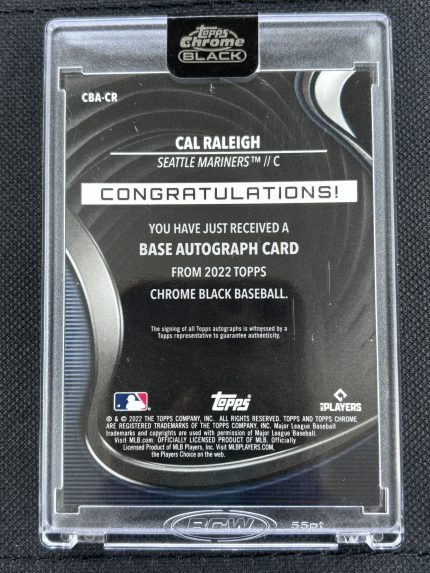 topps
Chrome
BLACK
CBA-CR
CAL RALEIGH
SEATTLE MARINERS™ // C
CONGRATULATIONS!
YOU HAVE JUST RECEIVED A
BASE AUTOGRAPH CARD
FROM 2022 TOPPS
CHROME BLACK BASEBALL.
The signing of all Topps autographs is witnessed by a
Topps representative to guarantee authenticity.
topps
MLB PLAYERS
® & © 2022 THE TOPPS COMPANY, INC. ALL RIGHTS RESERVED. TOPPS AND TOPPS CHROME
ARE REGISTERED TRADEMARKS OF THE TOPPS COMPANY, INC. Major League Baseball
trademarks and copyrights are used with permission of Major League Baseball.
Visit MLB.com. OFFICIALLY LICENSED PRODUCT OF MLB. Officially
Licensed Product of MLB Players, Inc. Visit MLBPLAYERS.COM,
the Players Choice on the web.
BCW 55pt